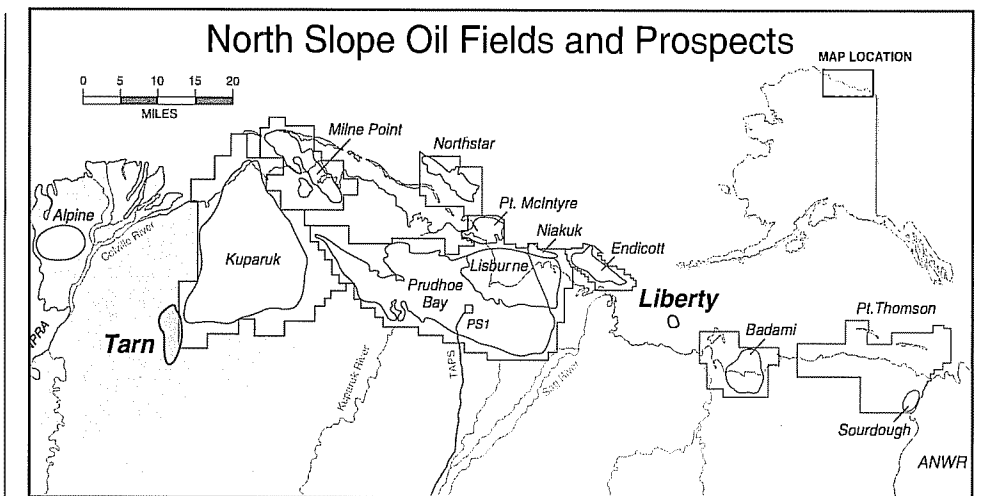 North Slope Oil Fields and Prospects
MAP LOCATION
0 5 10 15 20
MILES
Milne Point
Northstar
Alpine
Colville River
Pt. McIntyre
Niakuk
Endicott
Kuparuk
Lisburne
Prudhoe
Bay
Liberty
PS1
Pt. Thomson
Badami
Tarn
TAPS
Kuparuk River
Sag River
Sourdough
ANWR